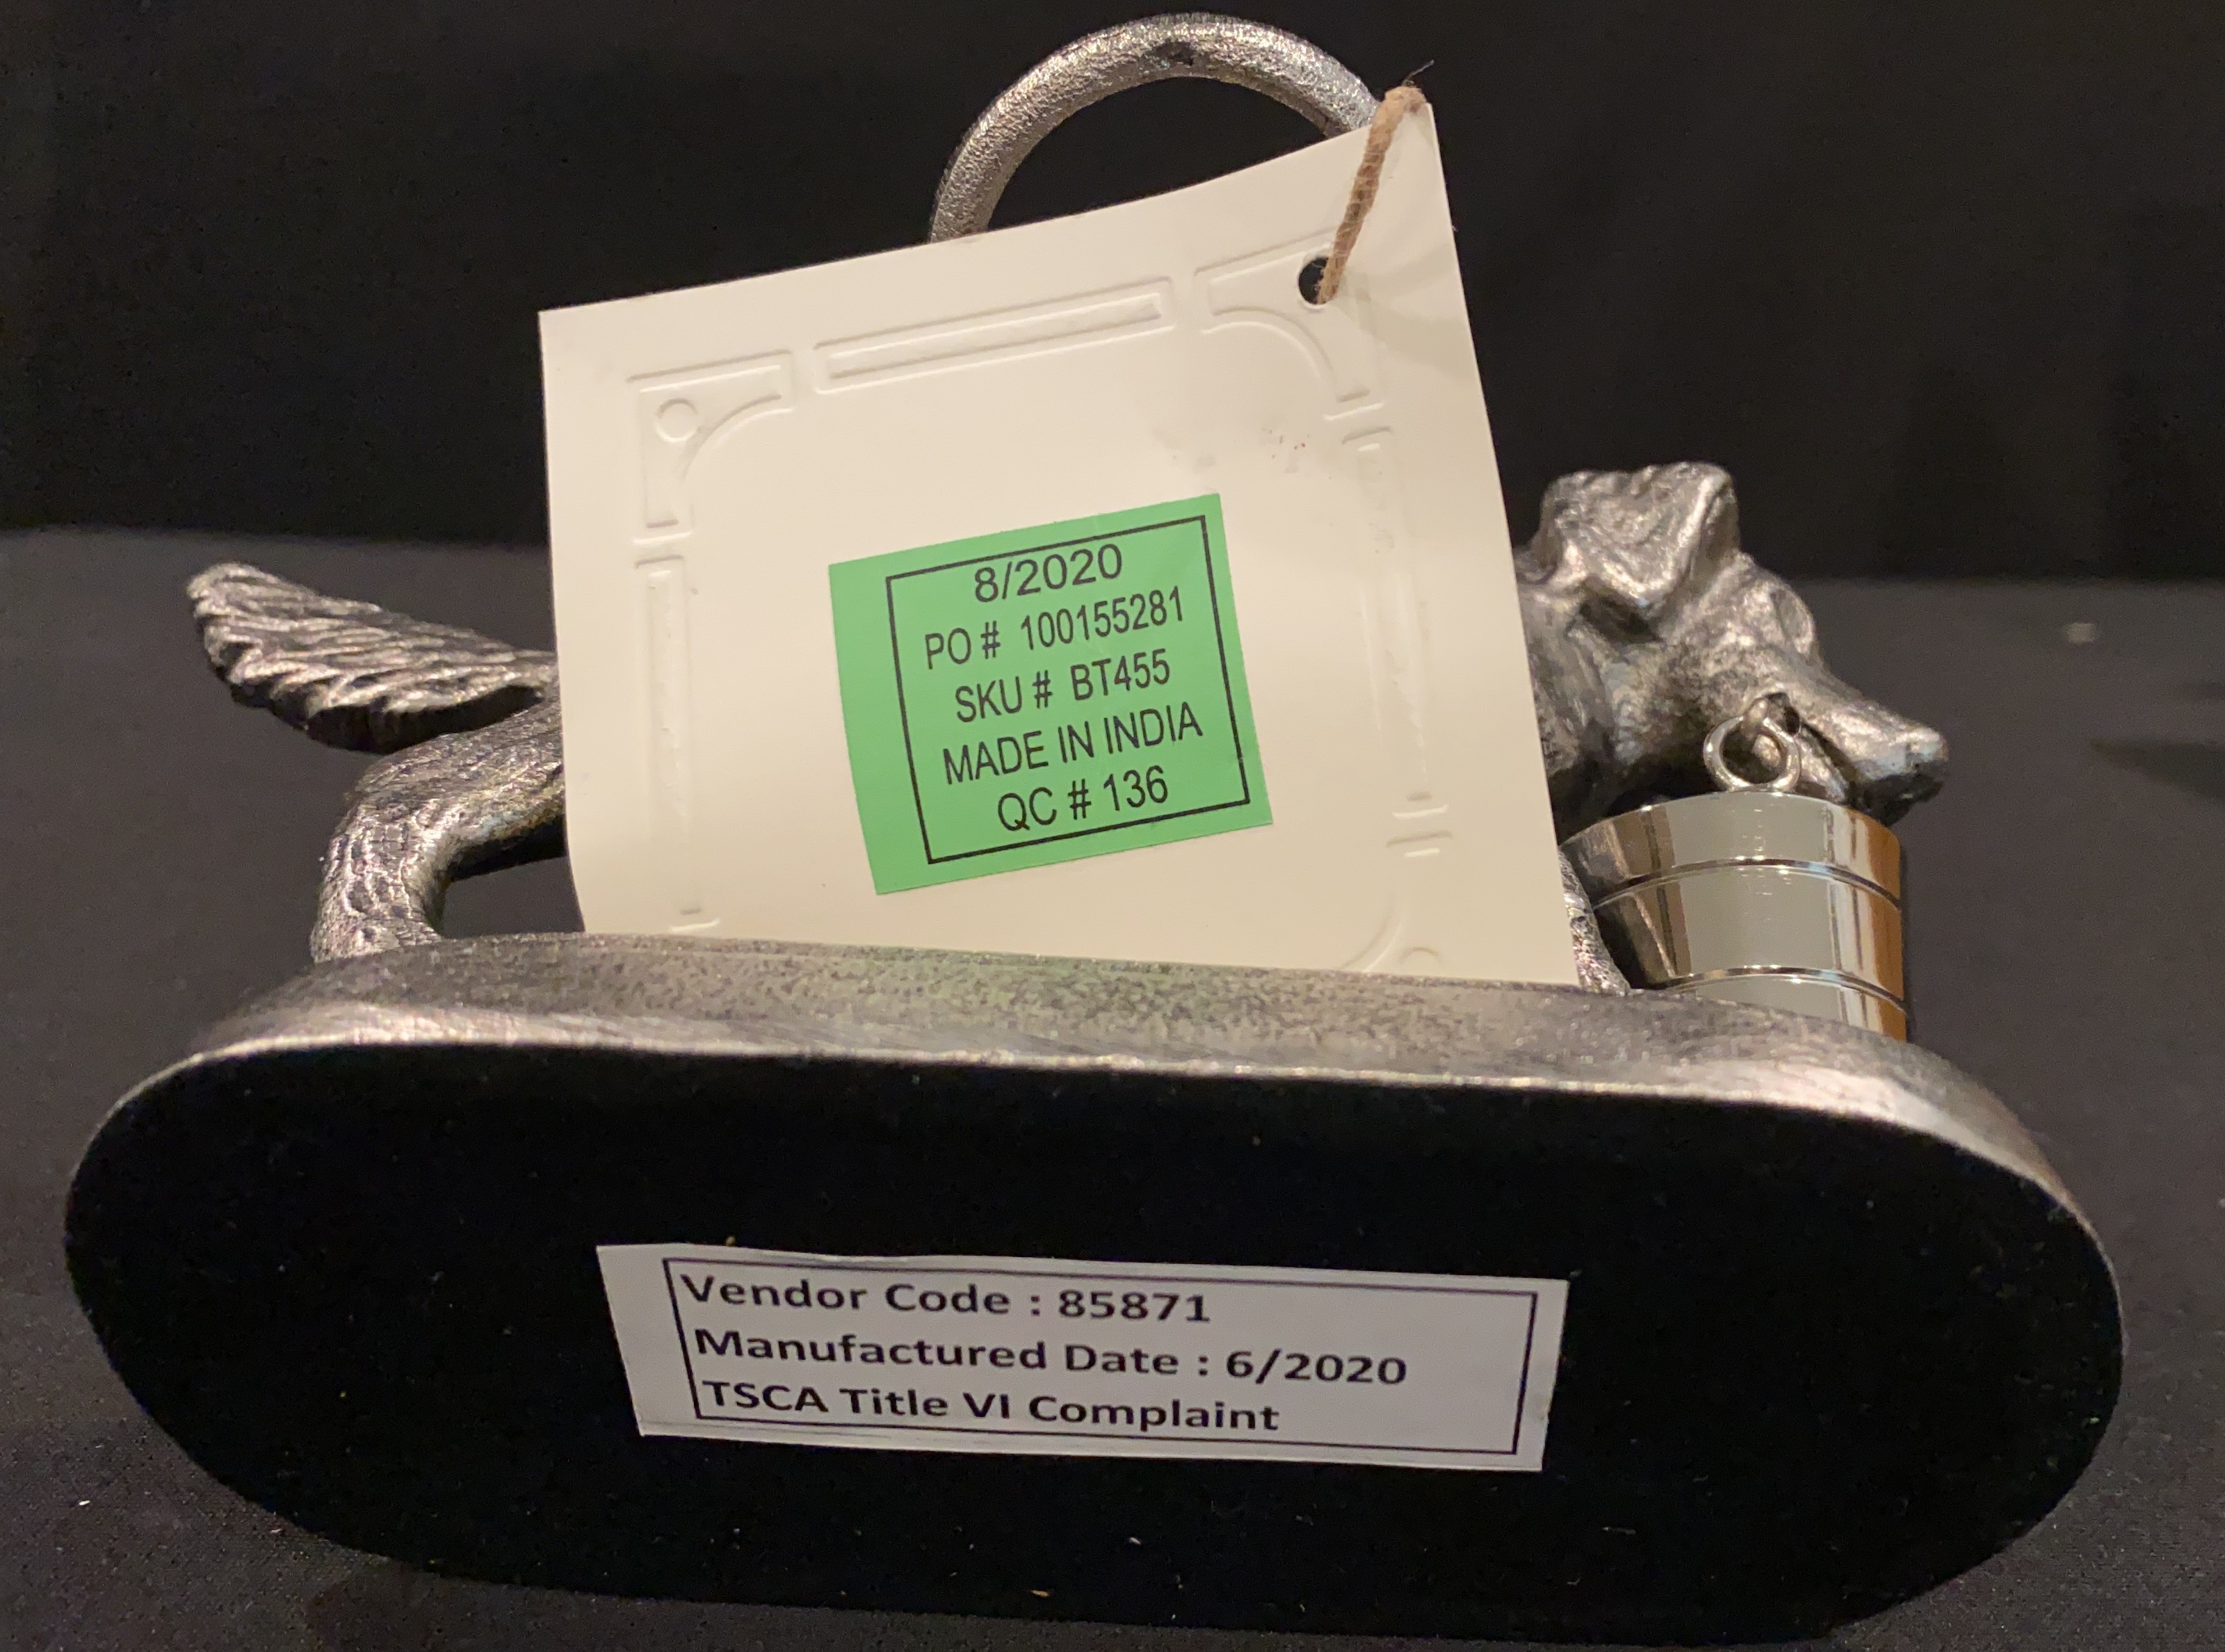 8/2020
PO # 100155281
SKU # BT455
MADE IN INDIA
QC # 136
Vendor Code : 85871
Manufactured Date : 6/2020
TSCA Title VI Complaint